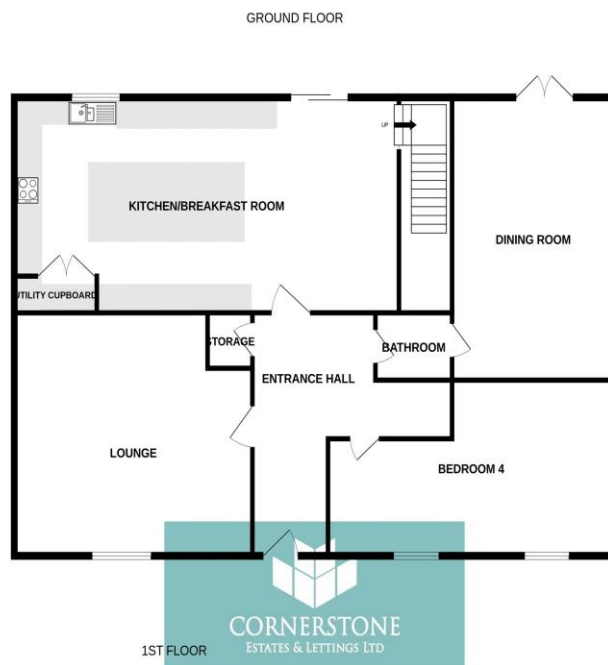 GROUND FLOOR
UP
KITCHEN/BREAKFAST ROOM
DINING ROOM
UTILITY CUPBOARD
STORAGE
BATHROOM
ENTRANCE HALL
LOUNGE
BEDROOM 4
CORNERSTONE
ESTATES & LETTINGS LTD
1ST FLOOR